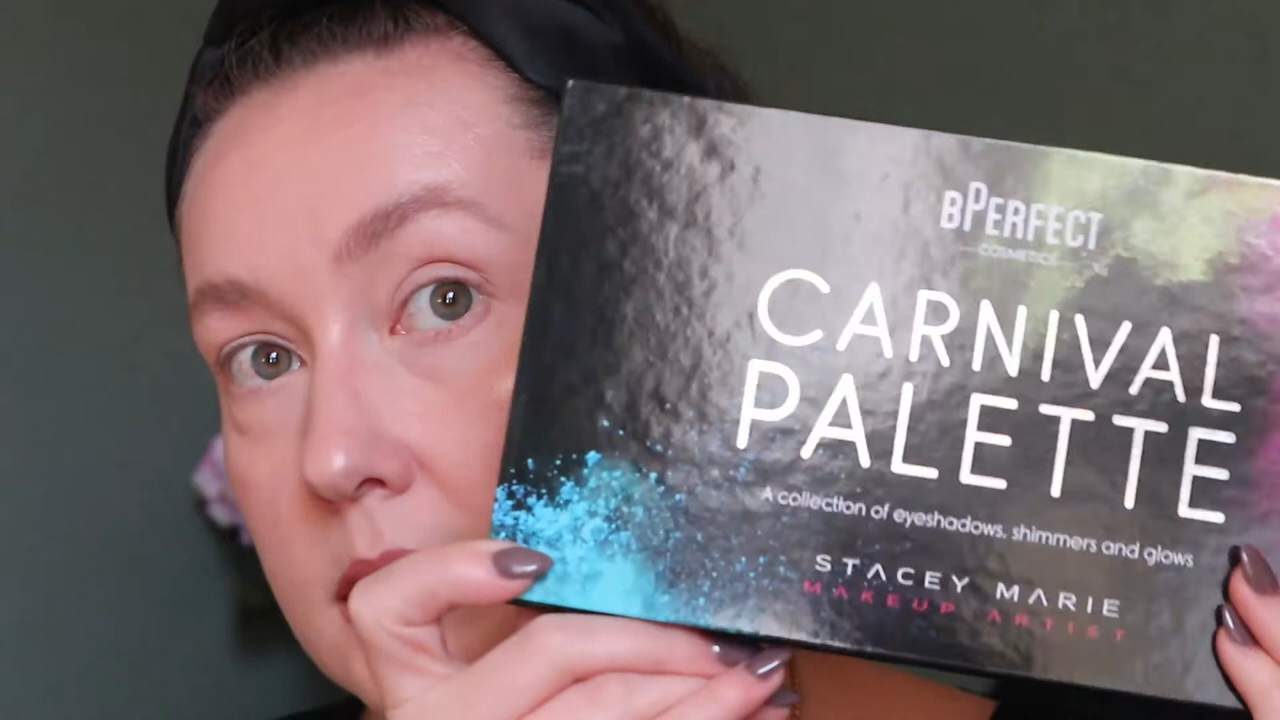 BPERFECT
COSMETICS
CARNIVAL
PALETTE
A collection of eyeshadows, shimmers and glows
STACEY MARIE
MAKEUP ARTIST